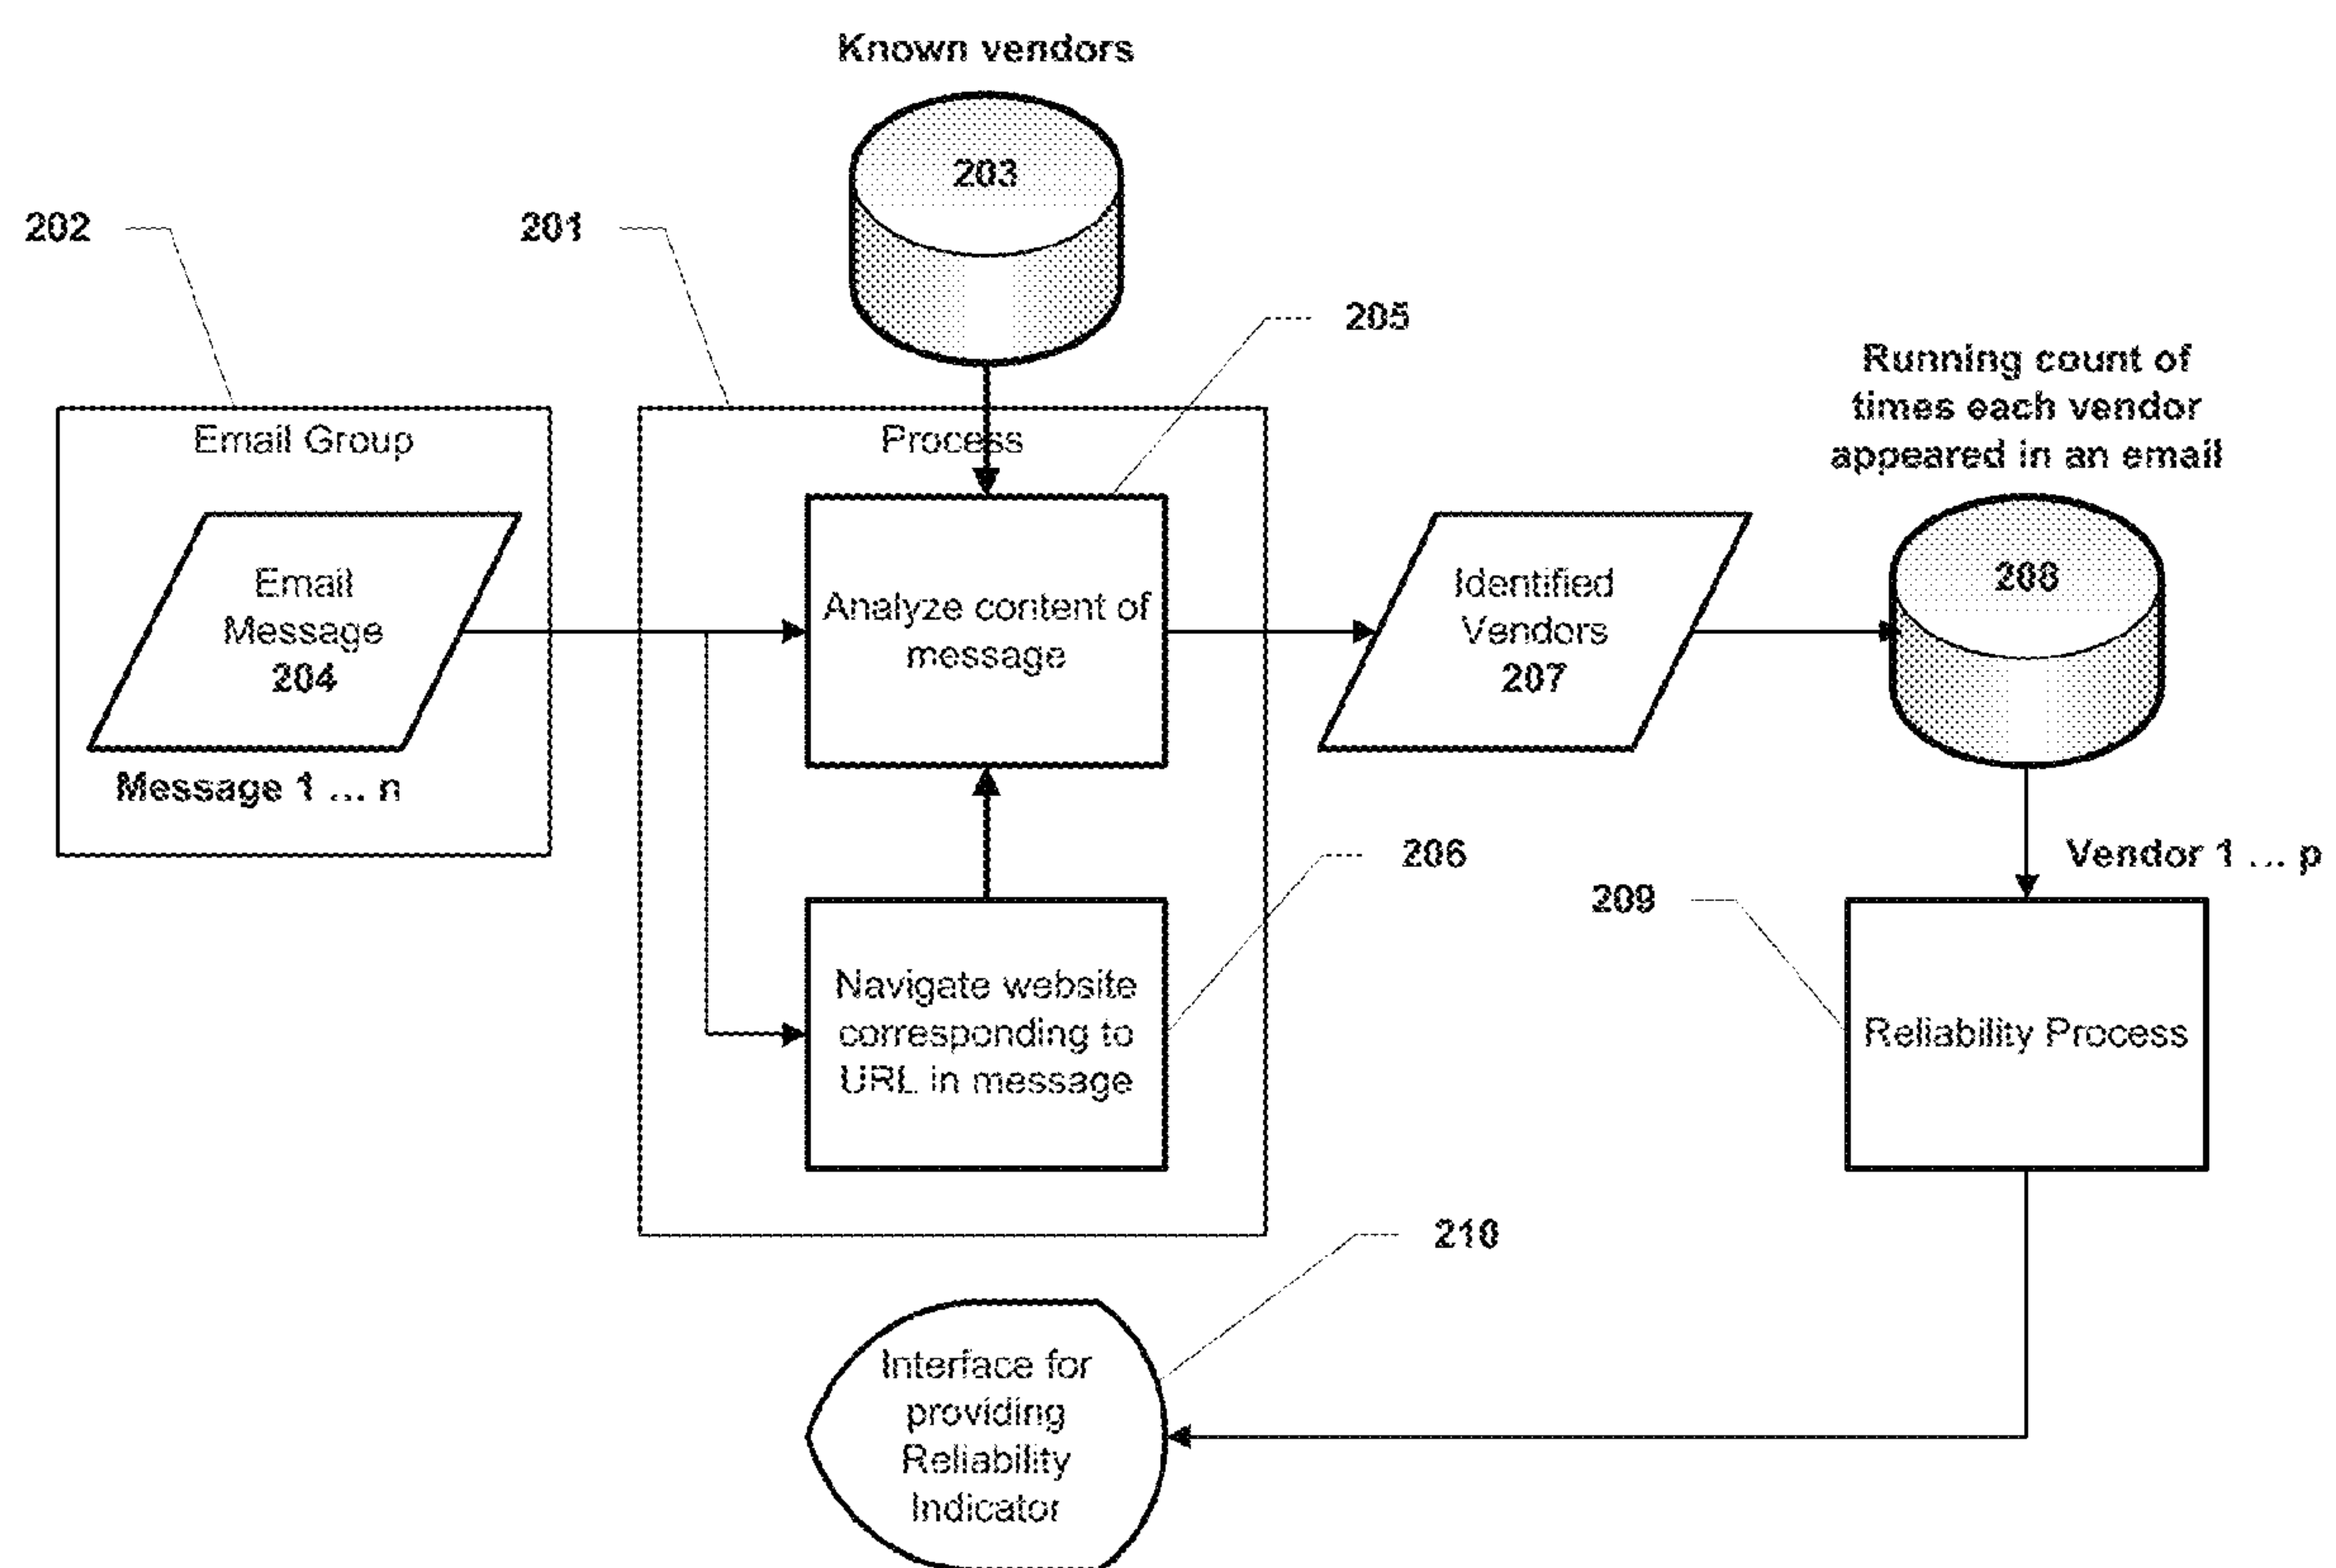 Known vendors
203
202
201
205
Running count of
times each vendor
appeared in an email
Email Group
Process
Email
Message
204
Message 1 ... n
Analyze content of
message
Identified
Vendors
207
208
206
Vendor 1 ... p
209
Navigate website
corresponding to
URL in message
Reliability Process
210
Interface for
providing
Reliability
Indicator